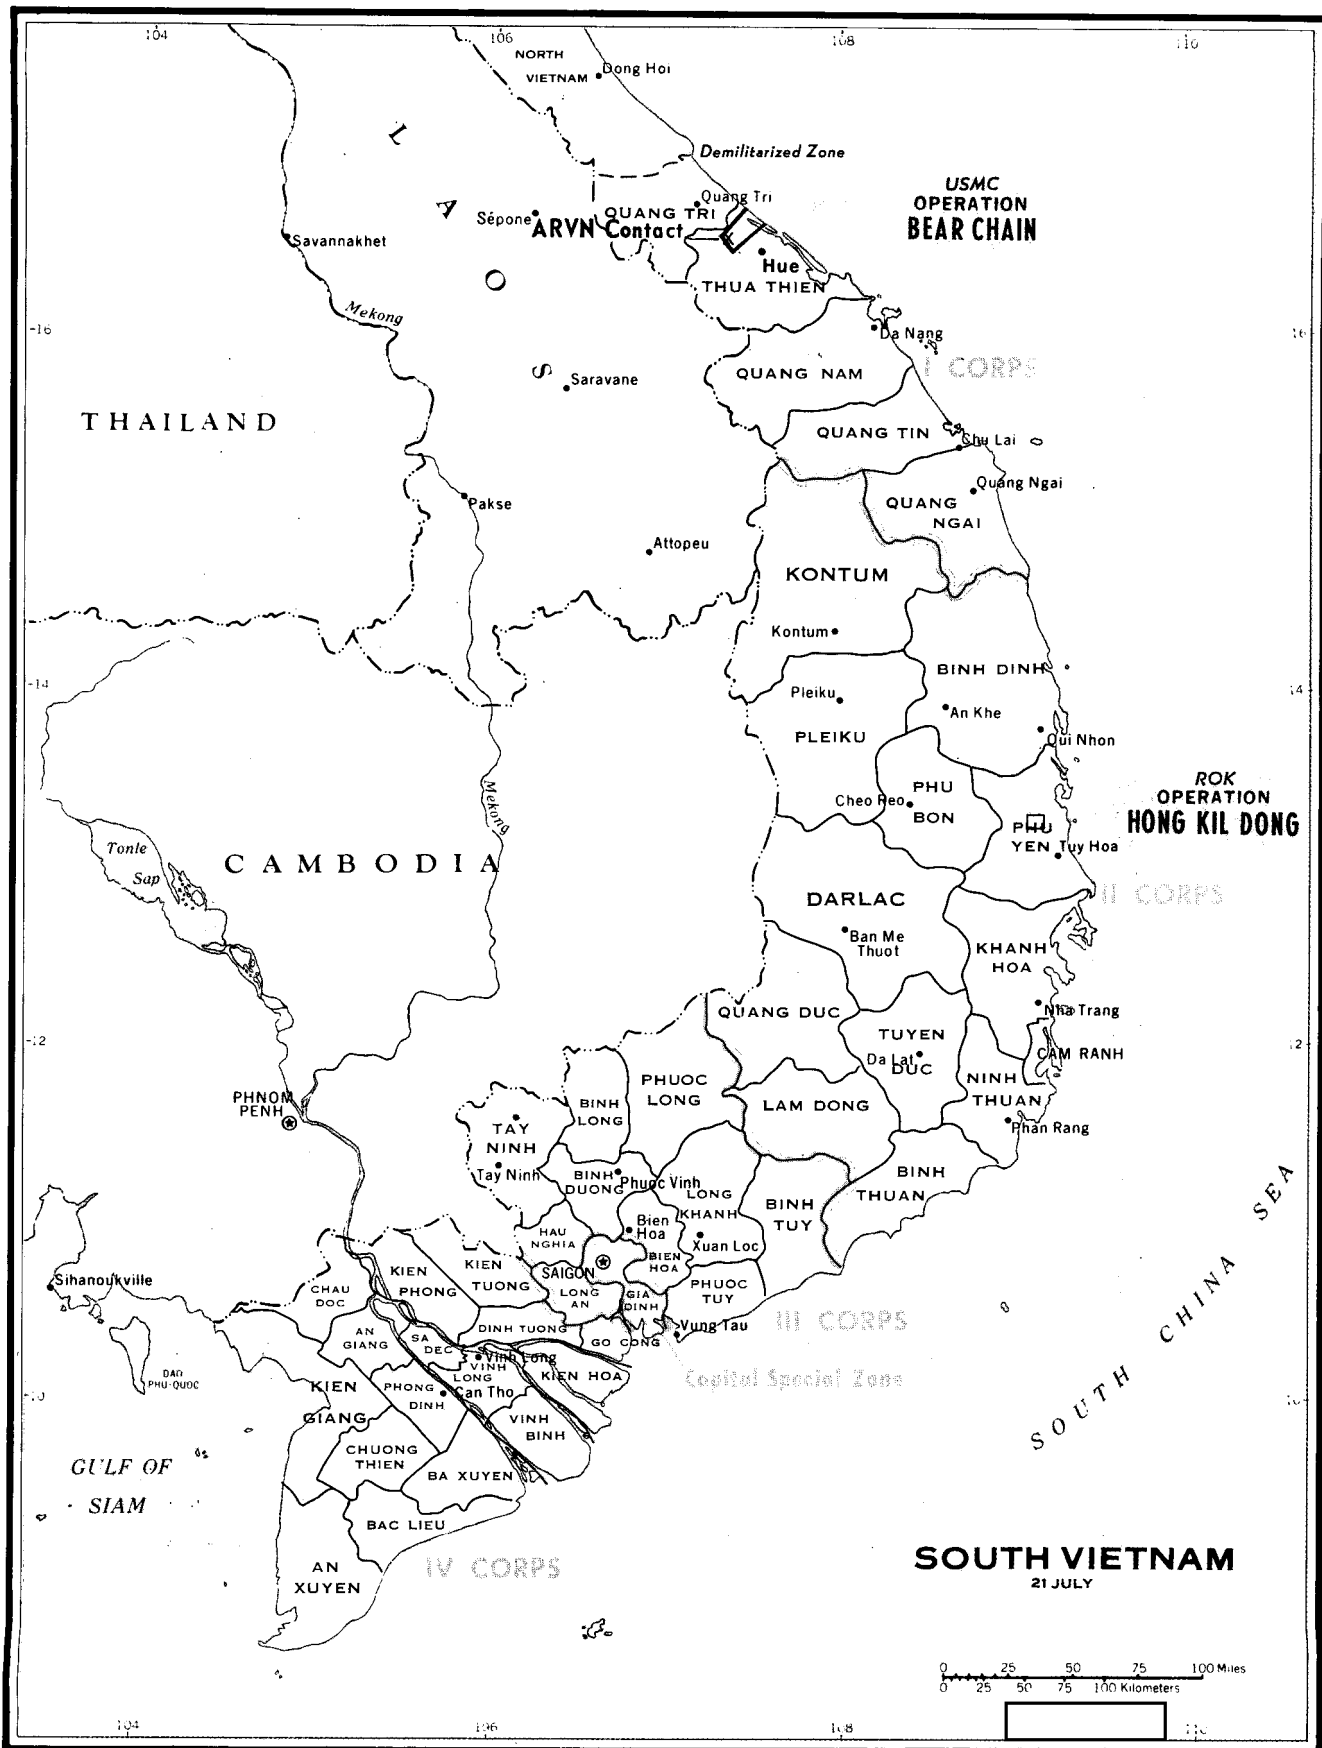 104
106
108
110
NORTH
VIETNAM
Dong Hoi
L A O S
Demilitarized Zone
Quang Tri
QUANG TRI
Sépone
ARVN Contact
Savannakhet
USMC
OPERATION
BEAR CHAIN
Hue
THUA THIEN
Mekong
16
16
Da Nang
I CORPS
QUANG NAM
Saravane
THAILAND
QUANG TIN
Chu Lai
Pakse
Quang Ngai
QUANG
NGAI
Attopeu
KONTUM
Kontum
BINH DINH
14
14
Pleiku
An Khe
PLEIKU
Qui Nhon
Mekong
ROK
OPERATION
HONG KIL DONG
PHU
BON
Cheo Reo
PHU
YEN
Tuy Hoa
Tonle
Sap
CAMBODIA
DARLAC
II CORPS
Ban Me
Thuot
KHANH
HOA
QUANG DUC
Nha Trang
TUYEN
DUC
Da Lat
12
12
CAM RANH
PHUOC
LONG
NINH
THUAN
PHNOM
PENH
BINH
LONG
LAM DONG
TAY
NINH
Phan Rang
Tay Ninh
BINH
DUONG
Phuoc Vinh
LONG
KHANH
BINH
TUY
BINH
THUAN
HAU
NGHIA
Bien
Hoa
Xuan Loc
BIEN
HOA
KIEN
PHONG
KIEN
TUONG
SAIGON
LONG
AN
GIA
DINH
PHUOC
TUY
Sihanoukville
CHAU
DOC
AN
GIANG
SA
DEC
DINH TUONG
GO CONG
Vung Tau
III CORPS
Capital Special Zone
DAO
PHU-QUOC
Vinh Long
VINH
LONG
KIEN HOA
KIEN
GIANG
PHONG
DINH
Can Tho
VINH
BINH
10
10
CHUONG
THIEN
BA XUYEN
GULF OF
SIAM
BAC LIEU
AN
XUYEN
IV CORPS
SOUTH CHINA SEA
SOUTH VIETNAM
21 JULY
0 25 50 75 100 Miles
0 25 50 75 100 Kilometers
104
106
108
110